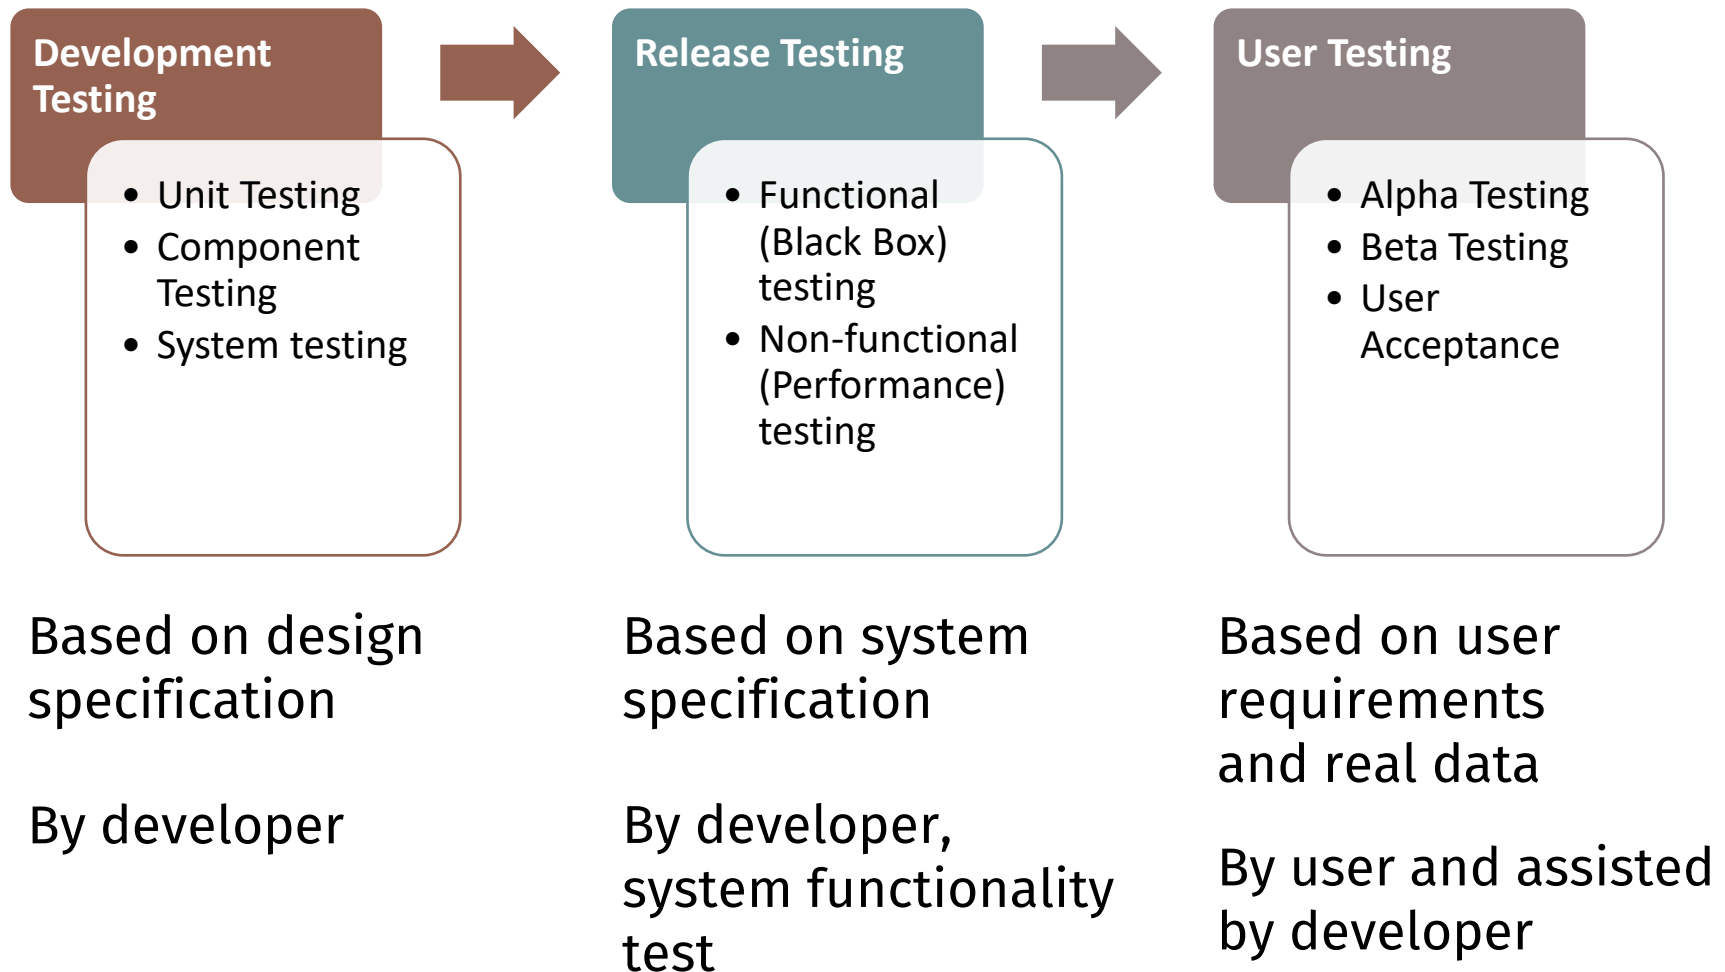 Development
Testing
• Unit Testing
• Component
Testing
• System testing
Based on design
specification
By developer
Release Testing
• Functional
(Black Box)
testing
• Non-functional
(Performance)
testing
Based on system
specification
By developer,
system functionality
test
User Testing
• Alpha Testing
• Beta Testing
• User
Acceptance
Based on user
requirements
and real data
By user and assisted
by developer